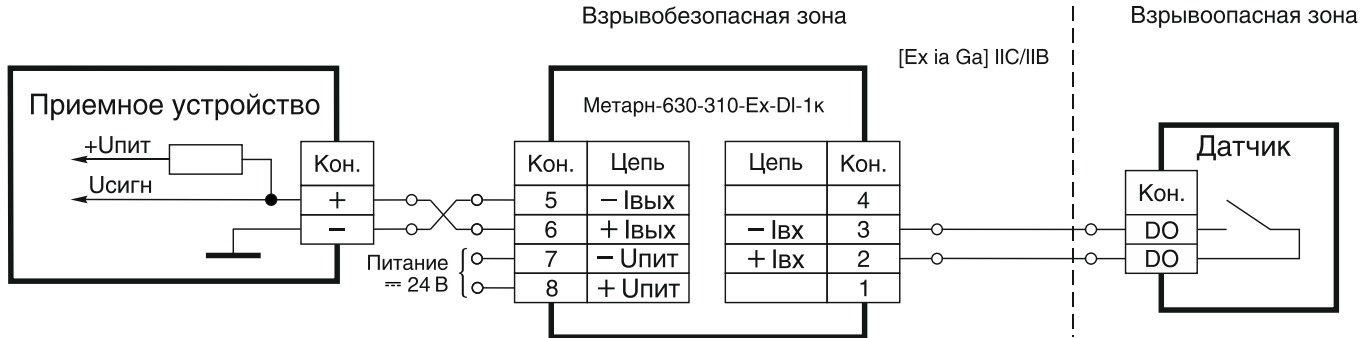 Взрывобезопасная зона
Взрывоопасная зона
[Ex ia Ga] IIC/IIB
Приемное устройство
+Uпит
Uсигн
Кон.
+
−
Питание
⎓ 24 В
Метарн-630-310-Ex-DI-1к
Кон. Цепь
5 − Iвых
6 + Iвых
7 − Uпит
8 + Uпит
Цепь Кон.
4
− Iвх 3
+ Iвх 2
1
Датчик
Кон.
DO
DO